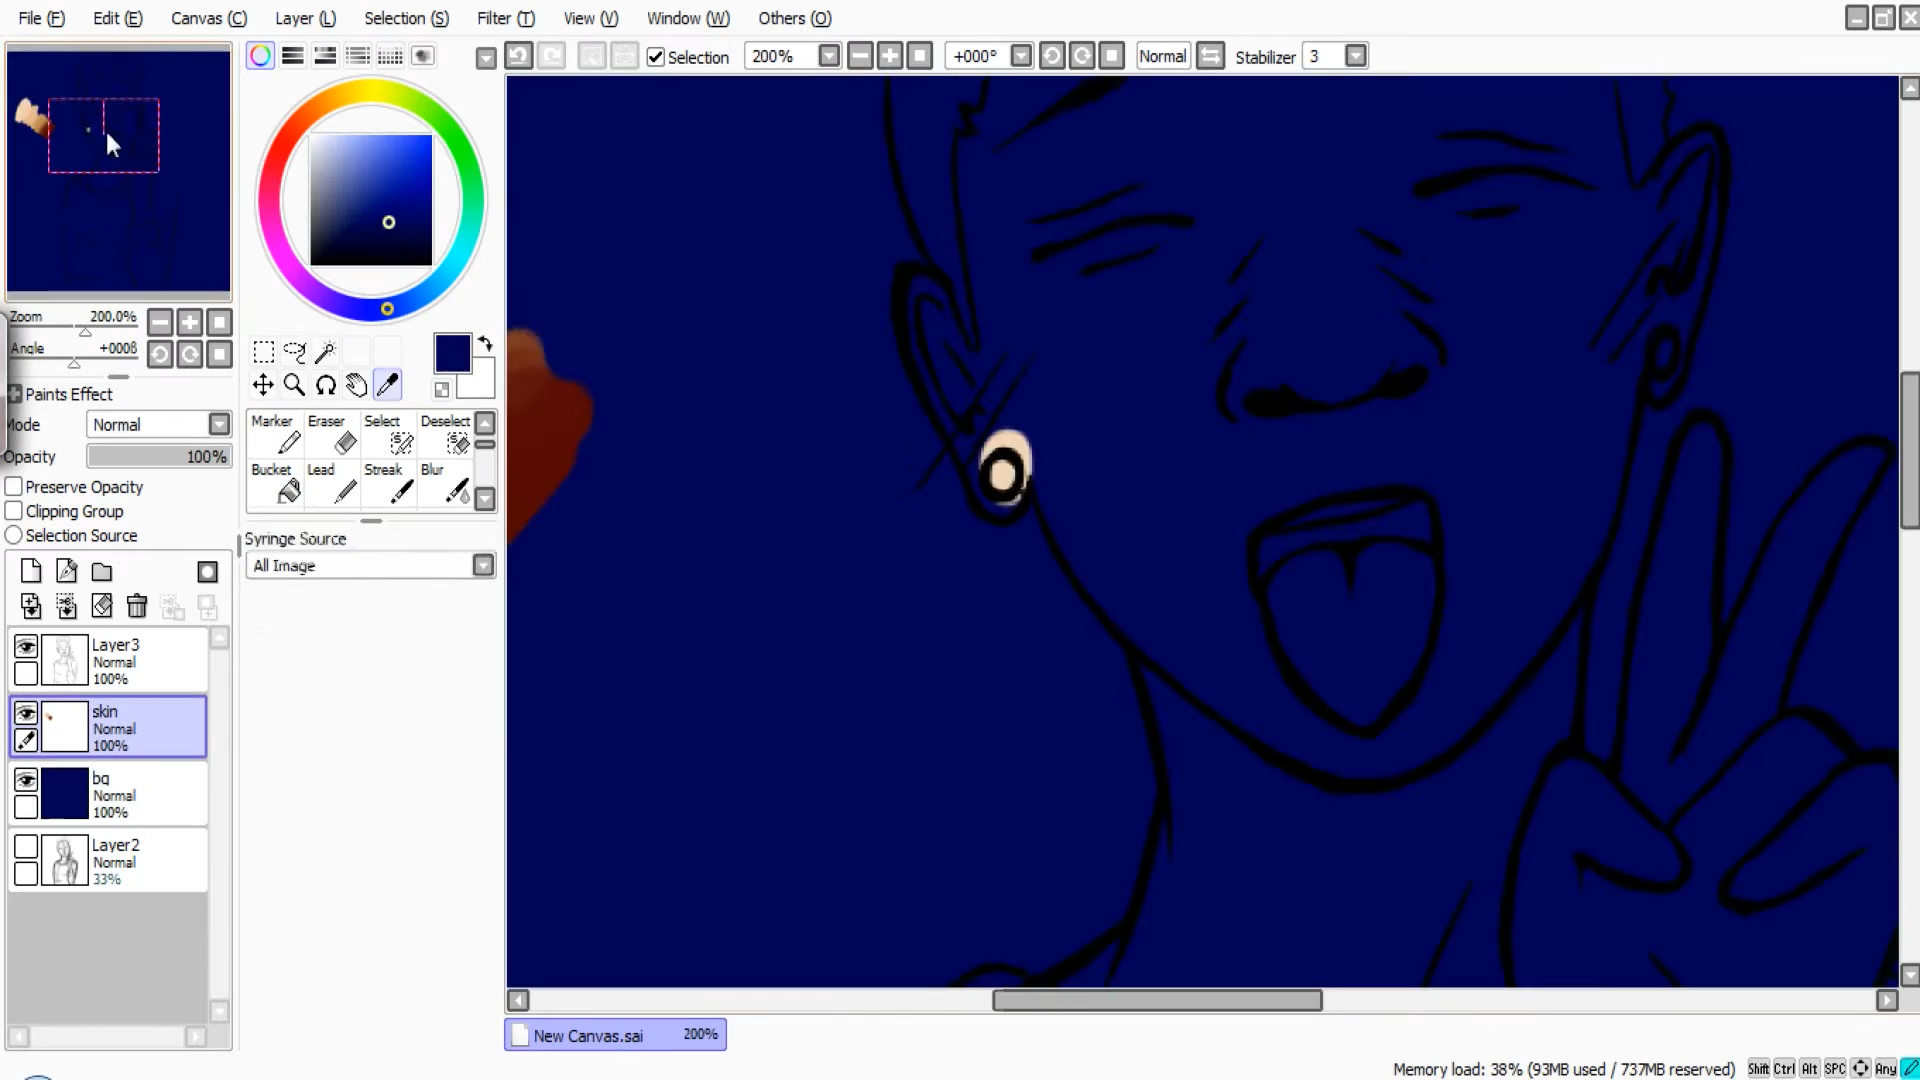 File (F) Edit (E) Canvas (C) Layer (L) Selection (S) Filter (T) View (V) Window (W) Others (O)
Selection 200% +000° Normal Stabilizer 3
Zoom 200.0%
Angle +000ß
Paints Effect
Mode Normal
Opacity 100%
Preserve Opacity
Clipping Group
Selection Source
Marker Eraser Select Deselect
Bucket Lead Streak Blur
Syringe Source
All Image
Layer3
Normal
100%
skin
Normal
100%
bg
Normal
100%
Layer2
Normal
33%
New Canvas.sai 200%
Memory load: 38% (93MB used / 737MB reserved) Shift Ctrl Alt SPC Any